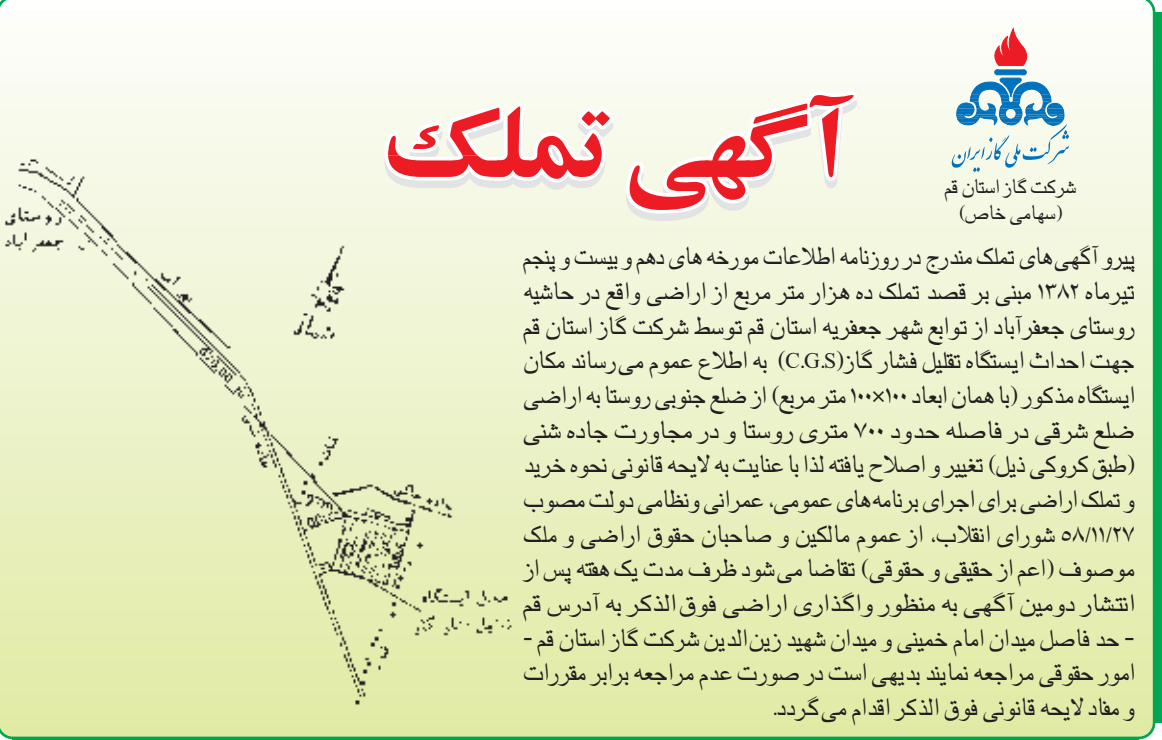 شرکت ملی گاز ایران
شرکت گاز استان قم
(سهامی خاص)
آگهی تملک
پیرو آگهی‌های تملک مندرج در روزنامه اطلاعات مورخه های دهم و بیست و پنجم
تیرماه ۱۳۸۲ مبنی بر قصد تملک ده هزار متر مربع از اراضی واقع در حاشیه
روستای جعفرآباد از توابع شهر جعفریه استان قم توسط شرکت گاز استان قم
جهت احداث ایستگاه تقلیل فشار گاز(C.G.S) به اطلاع عموم می‌رساند مکان
ایستگاه مذکور (با همان ابعاد ۱۰۰×۱۰۰ متر مربع) از ضلع جنوبی روستا به اراضی
ضلع شرقی در فاصله حدود ۷۰۰ متری روستا و در مجاورت جاده شنی
(طبق کروکی ذیل) تغییر و اصلاح یافته لذا با عنایت به لایحه قانونی نحوه خرید
و تملک اراضی برای اجرای برنامه‌های عمومی، عمرانی ونظامی دولت مصوب
۵۸/۱۱/۲۷ شورای انقلاب، از عموم مالکین و صاحبان حقوق اراضی و ملک
موصوف (اعم از حقیقی و حقوقی) تقاضا می‌شود ظرف مدت یک هفته پس از
انتشار دومین آگهی به منظور واگذاری اراضی فوق الذکر به آدرس قم
- حد فاصل میدان امام خمینی و میدان شهید زین‌الدین شرکت گاز استان قم -
امور حقوقی مراجعه نمایند بدیهی است در صورت عدم مراجعه برابر مقررات
و مفاد لایحه قانونی فوق الذکر اقدام می‌گردد.
روستای
جعفر اباد
محل ایستگاه